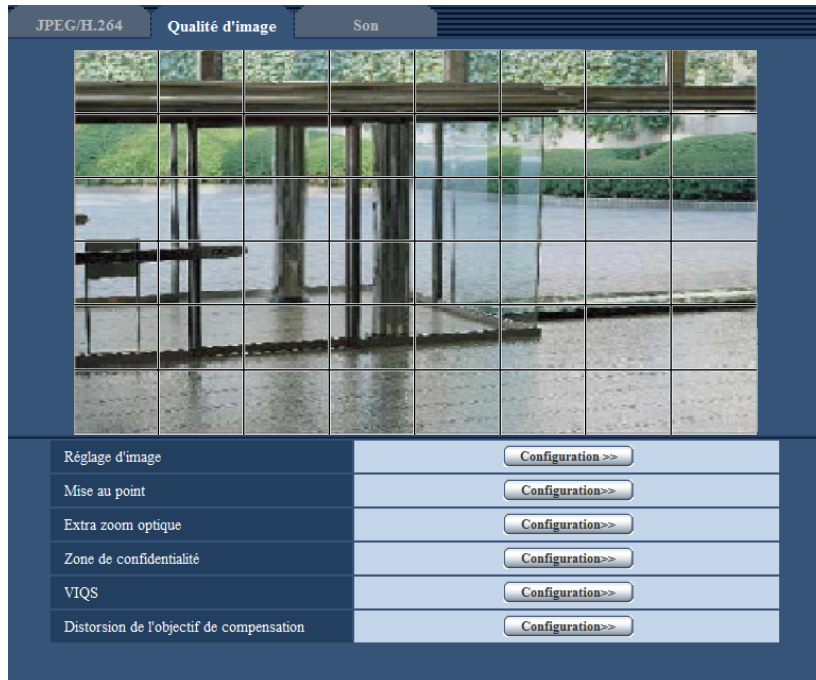 JPEG/H.264 Qualité d'image Son
Réglage d'image Configuration >>
Mise au point Configuration>>
Extra zoom optique Configuration>>
Zone de confidentialité Configuration>>
VIQS Configuration>>
Distorsion de l'objectif de compensation Configuration>>